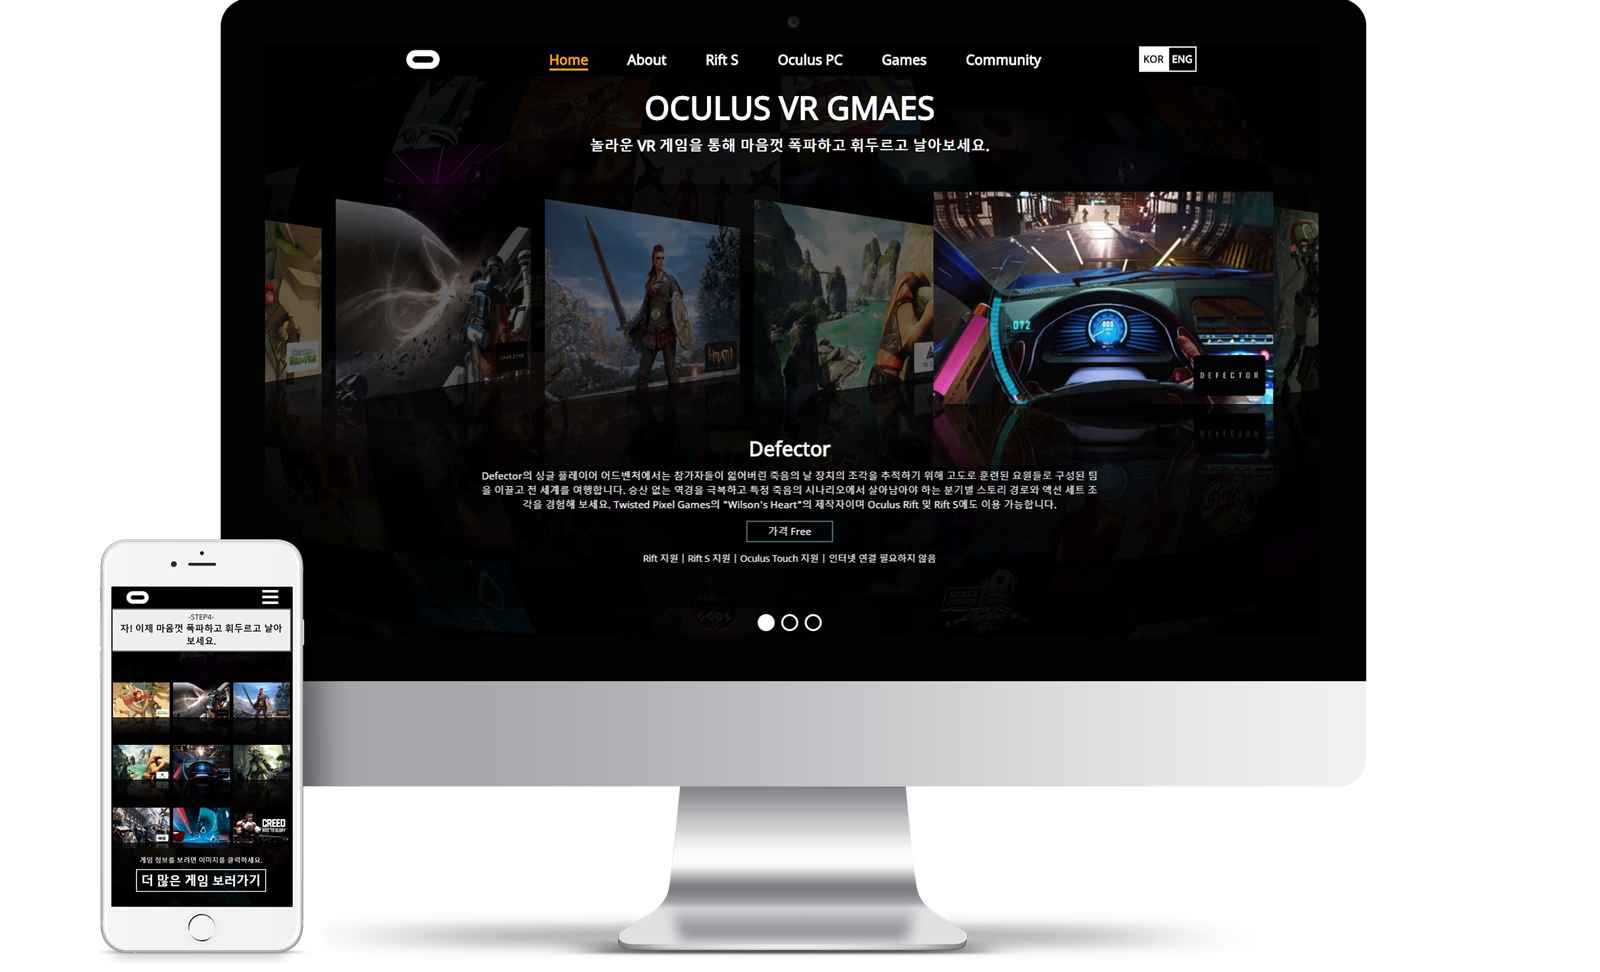 Home About Rift S Oculus PC Games Community KOR ENG
OCULUS VR GMAES
놀라운 VR 게임을 통해 마음껏 폭파하고 휘두르고 날아보세요.
LONE ECHO
072
DEFECTOR
Defector
Defector의 싱글 플레이어 어드벤처에서는 참가자들이 잃어버린 죽음의 날 장치의 조각을 추적하기 위해 고도로 훈련된 요원들로 구성된 팀
을 이끌고 전 세계를 여행합니다. 승산 없는 역경을 극복하고 특정 죽음의 시나리오에서 살아남아야 하는 분기별 스토리 경로와 액션 세트 조
각을 경험해 보세요. Twisted Pixel Games의 "Wilson's Heart"의 제작자이며 Oculus Rift 및 Rift S에도 이용 가능합니다.
가격 Free
Rift 지원 | Rift S 지원 | Oculus Touch 지원 | 인터넷 연결 필요하지 않음
GODS
-STEP4-
자! 이제 마음껏 폭파하고 휘두르고 날아
보세요.
CREED
RISE TO GLORY
게임 정보를 보려면 이미지를 클릭하세요.
더 많은 게임 보러가기